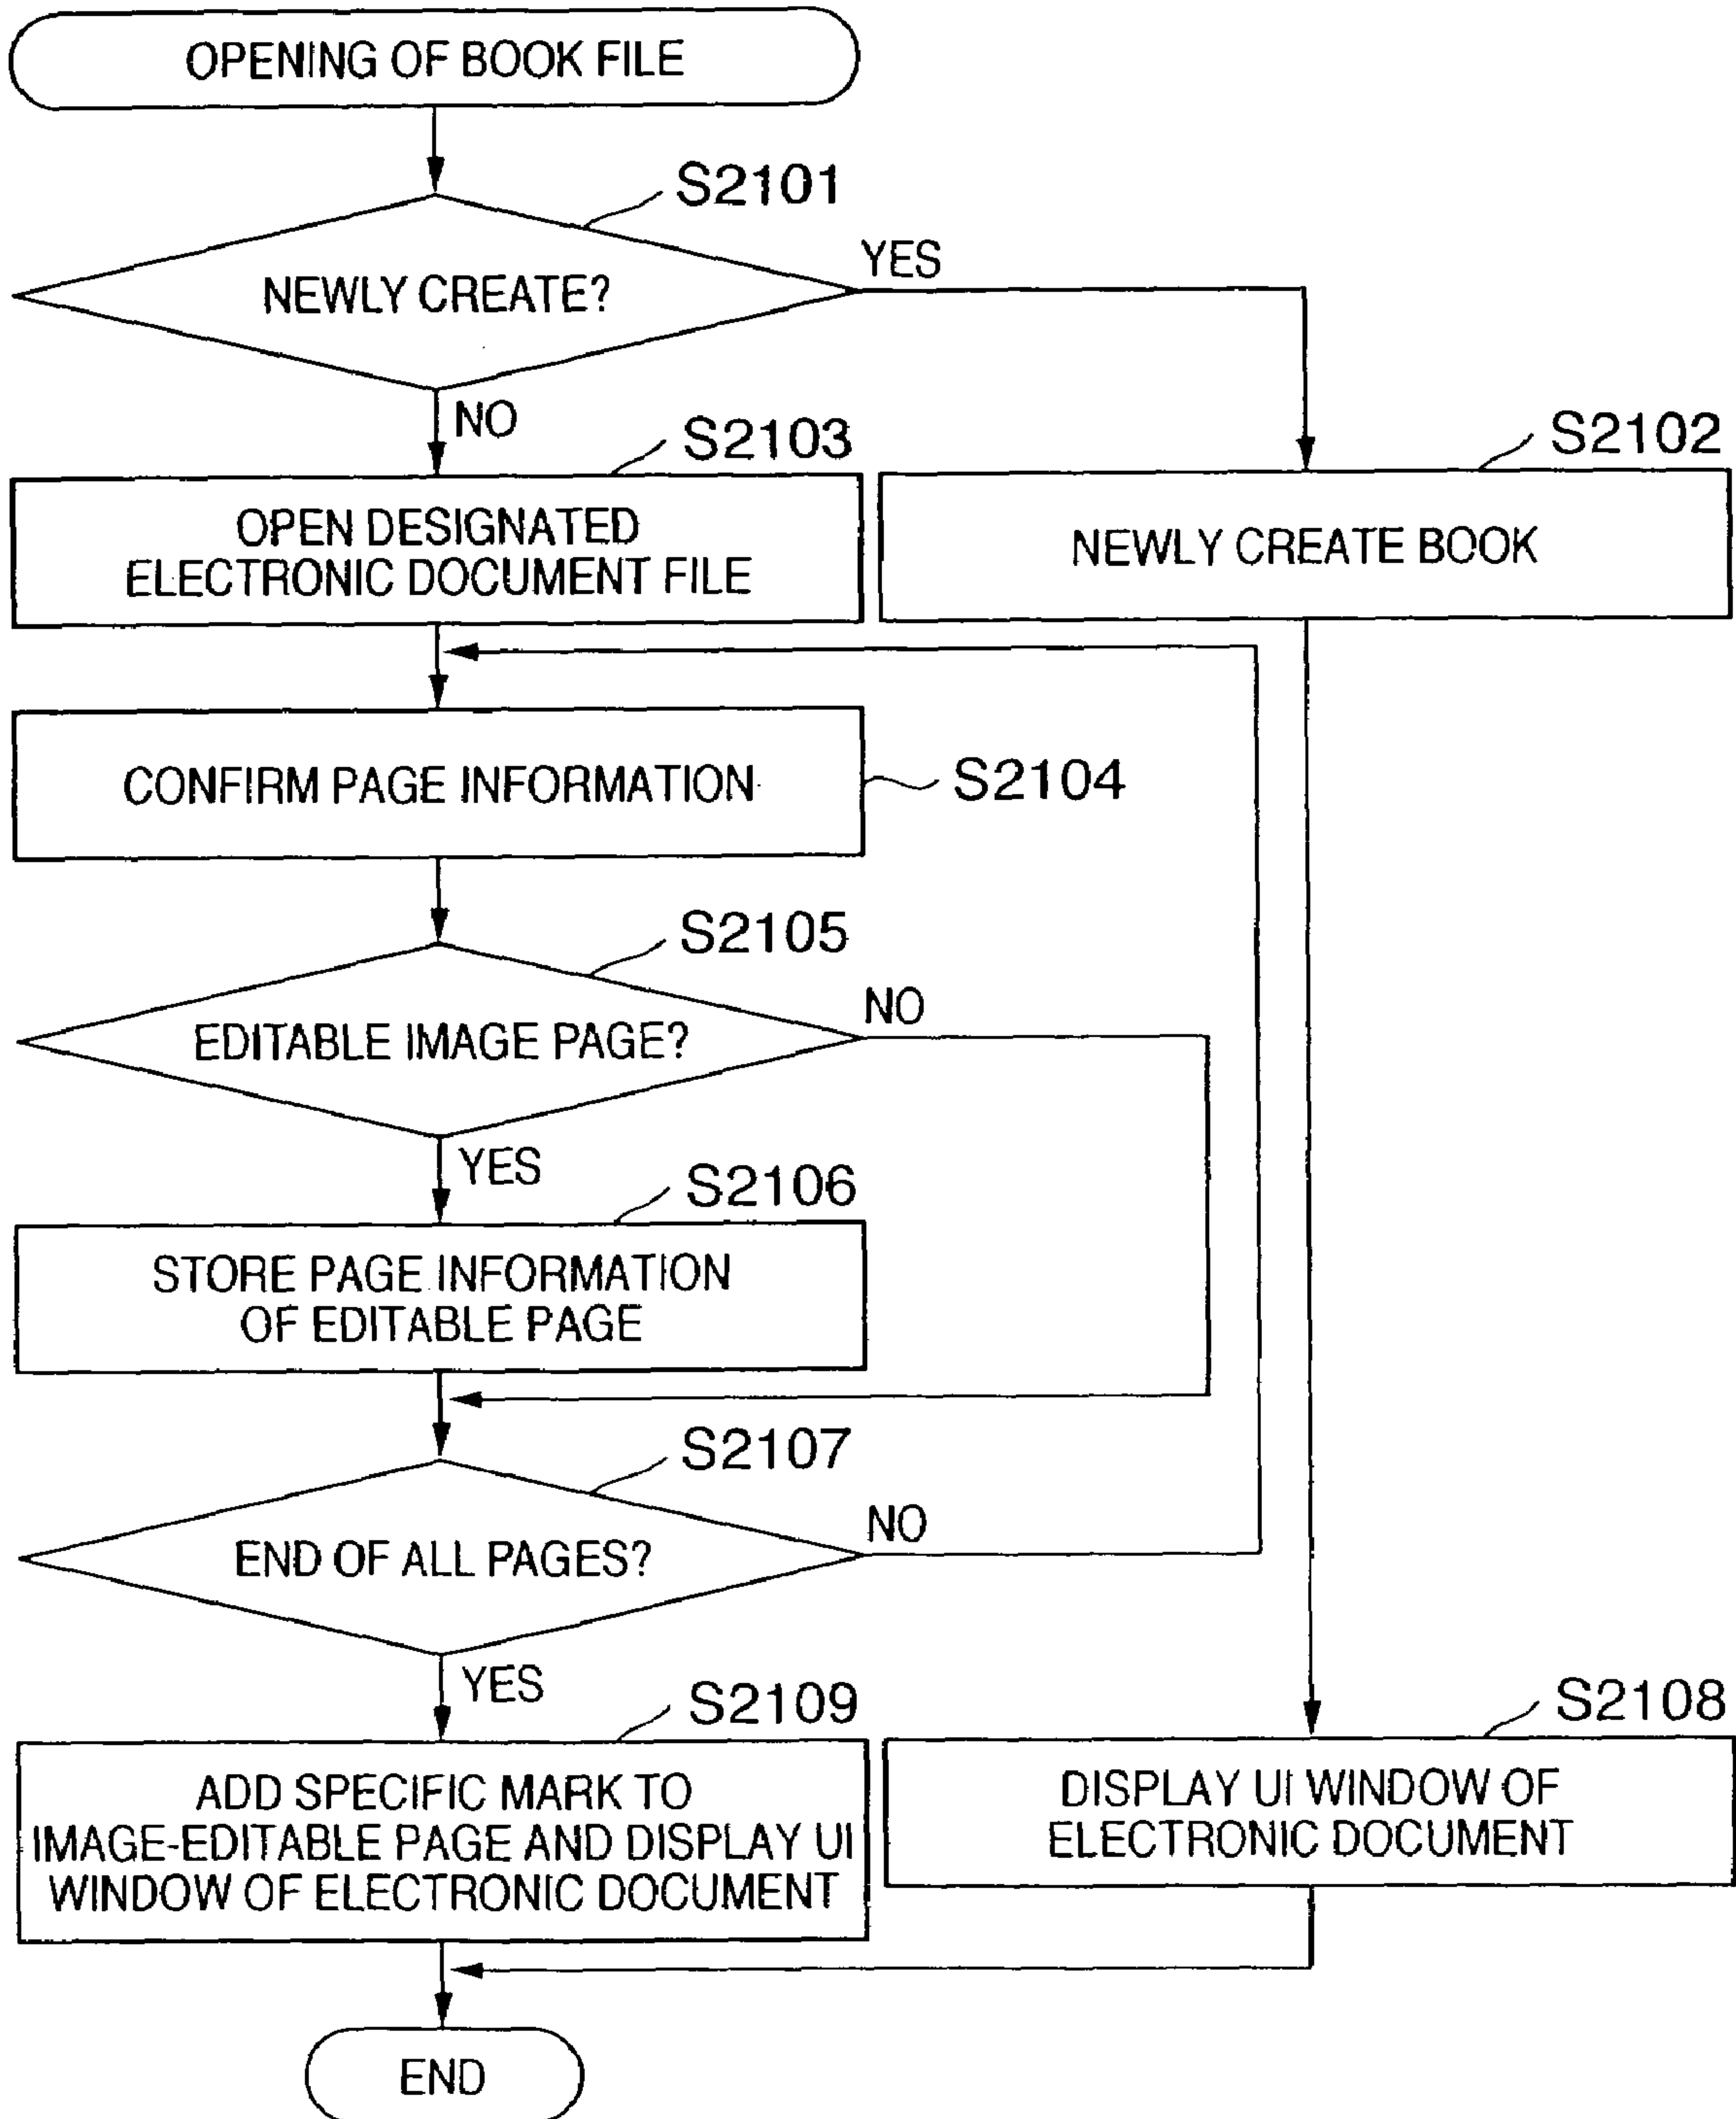 OPENING OF BOOK FILE
S2101
NEWLY CREATE?
YES
NO
S2103
S2102
OPEN DESIGNATED
ELECTRONIC DOCUMENT FILE
NEWLY CREATE BOOK
CONFIRM PAGE INFORMATION
S2104
S2105
EDITABLE IMAGE PAGE?
NO
YES
S2106
STORE PAGE INFORMATION
OF EDITABLE PAGE
S2107
END OF ALL PAGES?
NO
YES
S2109
S2108
ADD SPECIFIC MARK TO
IMAGE-EDITABLE PAGE AND DISPLAY UI
WINDOW OF ELECTRONIC DOCUMENT
DISPLAY UI WINDOW OF
ELECTRONIC DOCUMENT
END